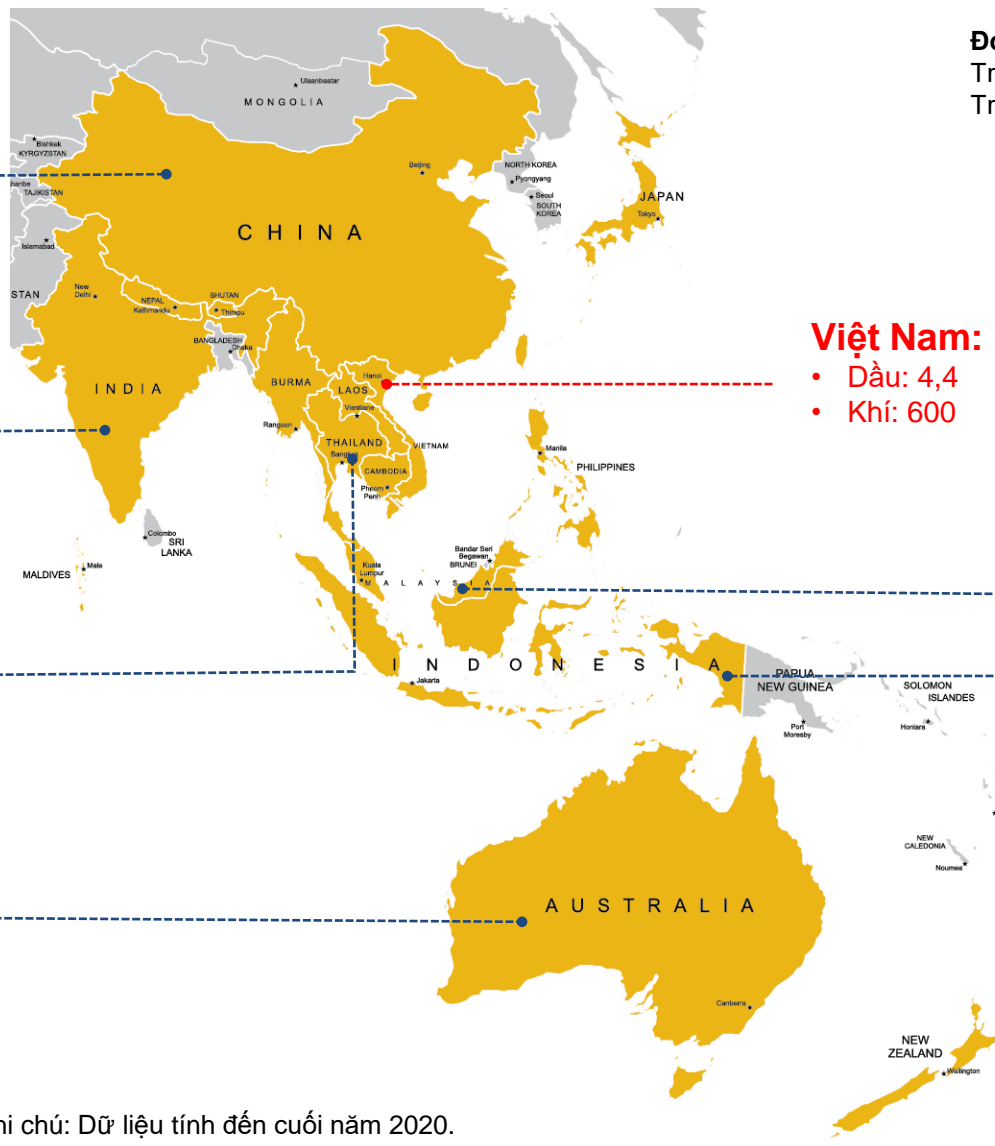 Ulaanbaatar
MONGOLIA
Bishkek
KYRGYZSTAN
TAJIKISTAN
Islamabad
STAN
Beijing
NORTH KOREA
Pyongyang
Seoul
SOUTH
KOREA
JAPAN
Tokyo
CHINA
New
Delhi
NEPAL
Kathmandu
BHUTAN
Thimpu
BANGLADESH
Dhaka
INDIA
BURMA
Rangoon
Hanoi
LAOS
Vientiane
THAILAND
VIETNAM
CAMBODIA
Phnom
Penh
Việt Nam:
• Dầu: 4,4
• Khí: 600
Manila
PHILIPPINES
Colombo
SRI
LANKA
Male
MALDIVES
Bandar Seri
Begawan
BRUNEI
Kuala
Lumpur
MALAYSIA
INDONESIA
Jakarta
PAPUA
NEW GUINEA
Port
Moresby
SOLOMON
ISLANDES
Honiara
NEW
CALEDONIA
Noumea
AUSTRALIA
Canberra
NEW
ZEALAND
Wellington
hi chú: Dữ liệu tính đến cuối năm 2020.